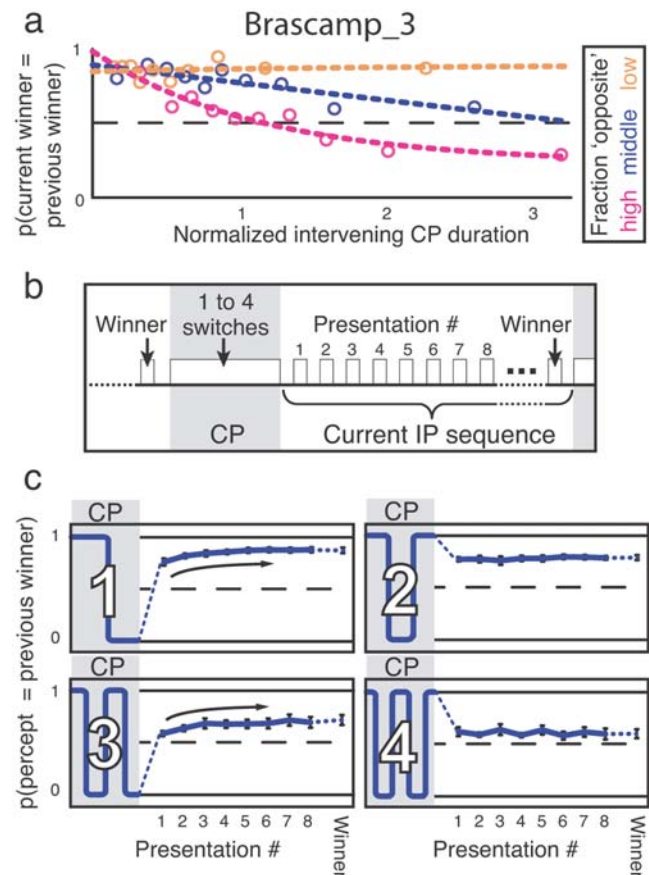 Brascamp_3
a
1
0
p(current winner =
previous winner)
1
2
3
Normalized intervening CP duration
Fraction 'opposite'
high middle low
b
Winner
1 to 4
switches
Presentation #
Winner
1 2 3 4 5 6 7 8
CP
Current IP sequence
c
p(percept = previous winner)
CP
1
0
1
CP
2
CP
1
0
3
CP
4
1 2 3 4 5 6 7 8 Winner
Presentation #
1 2 3 4 5 6 7 8 Winner
Presentation #